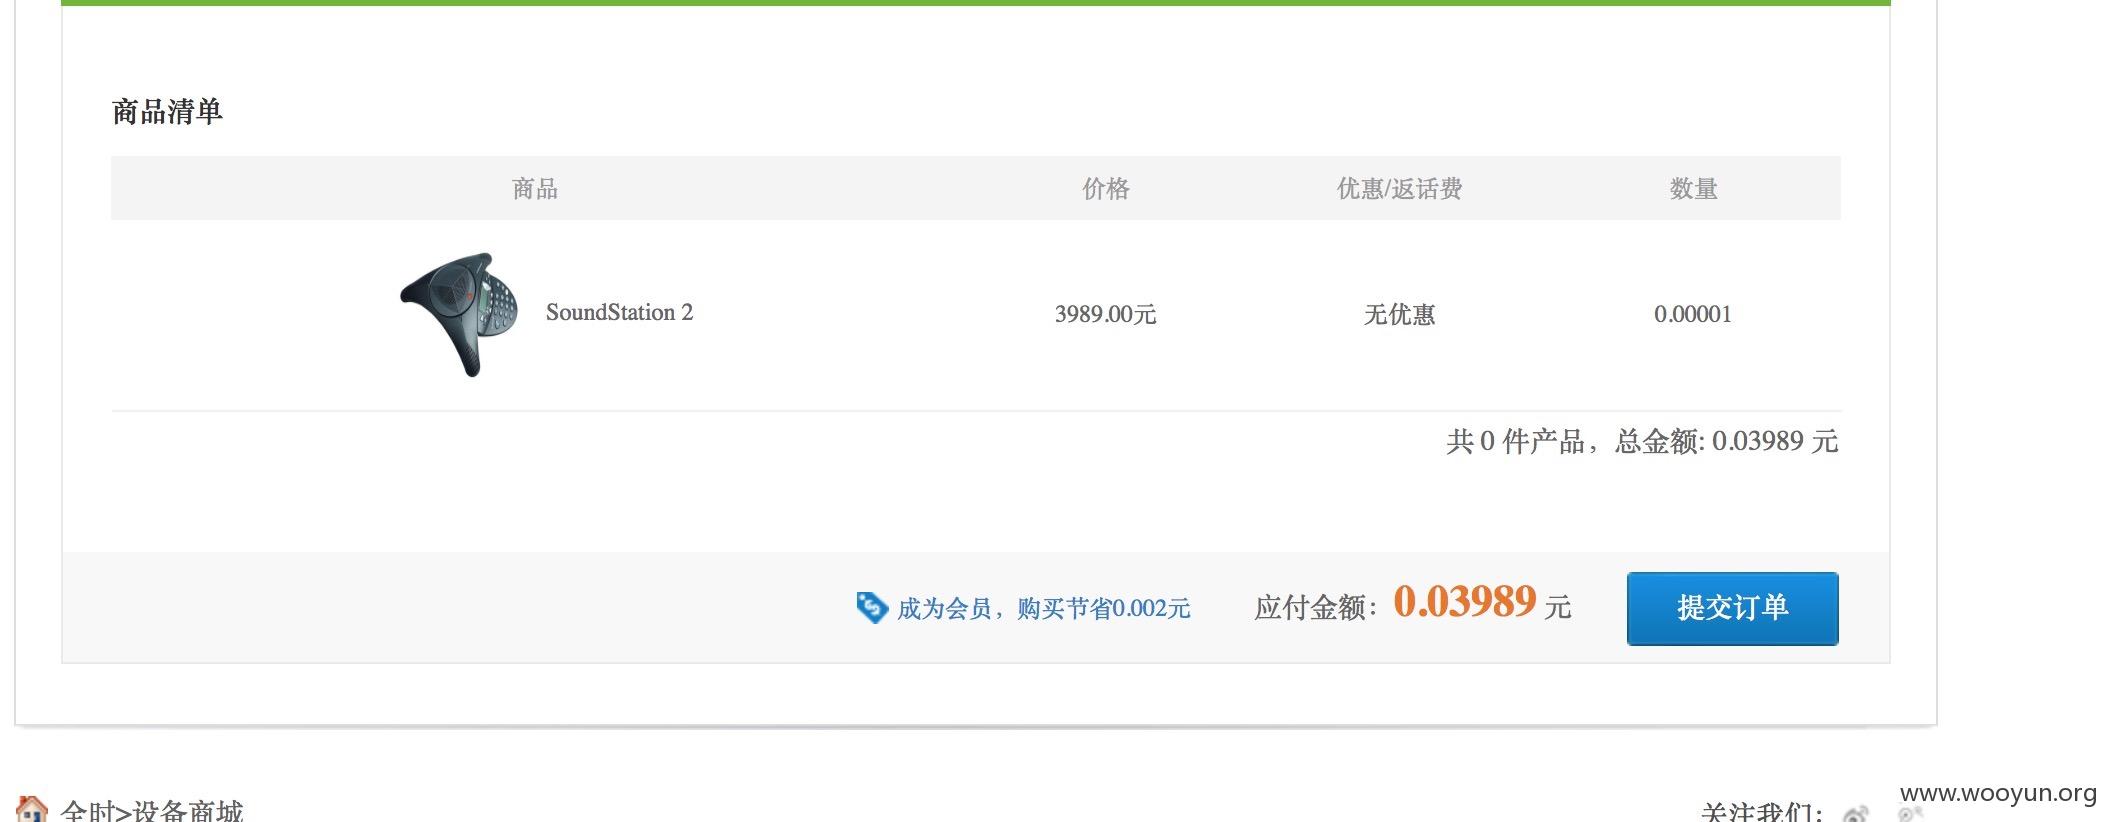 商品清单
商品 价格 优惠/返话费 数量
SoundStation 2 3989.00元 无优惠 0.00001
共 0 件产品，总金额: 0.03989 元
成为会员，购买节省0.002元 应付金额：0.03989 元 提交订单
www.wooyun.org
全时>设备商城 关注我们：